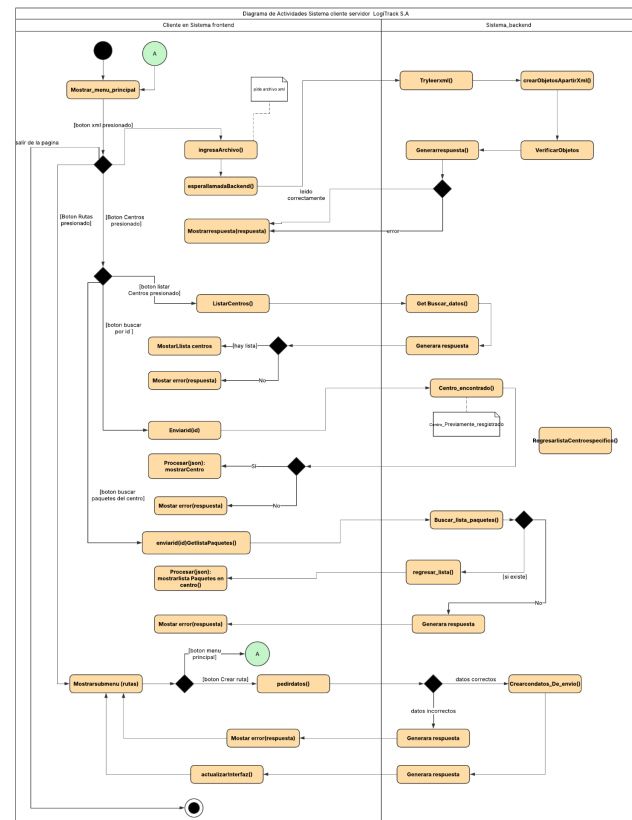 Diagrama de Actividades Sistema cliente servidor  LogiTrack S.A
Cliente en Sistema frontend
Sistema_backend
A
Mostrar_menu_principal
pide archivo xml
Tryleerxml()
crearObjetosApartirXml()
[boton xml presionado]
salir de la pagina
ingresaArchivo()
Generarrespuesta()
VerificarObjetos
esperallamadaBackend()
leido
correctamente
[Boton Rutas
presionado]
[Boton Centros
presionado]
Mostrarrespuesta(respuesta)
error
[boton listar
Centros presionado]
ListarCentros()
Get Buscar_datos()
[boton buscar
por id ]
MostarLlista centros
[hay lista]
Generara respuesta
Mostar error(respuesta)
No
Centro_encontrado()
Enviarid(id)
Centro_Previamente_resgistrado
RegresarlistaCentroespecifico()
Procesar(json):
mostrarCentro
Si
[boton buscar
paquetes del centro]
Mostar error(respuesta)
No
Buscar_lista_paquetes()
enviarid(id)GetlistaPaquetes()
regresar_lista()
[si existe]
Procesar(json):
mostrarlista Paquetes en
centro()
No
Mostar error(respuesta)
Generara respuesta
[boton menu
principal]
A
Mostrarsubmenu (rutas)
[boton Crear ruta]
pedirdatos()
datos correctos
Crearcondatos_De_envio()
datos incorrectos
Mostar error(respuesta)
Generara respuesta
actualizarInterfaz()
Generara respuesta